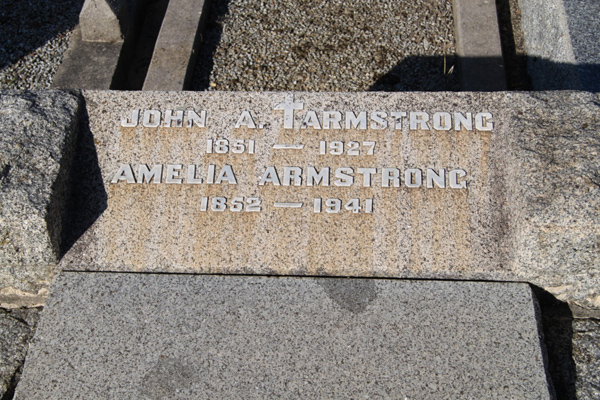 JOHN A. ARMSTRONG
1851 — 1927
AMELIA ARMSTRONG
1852 — 1941